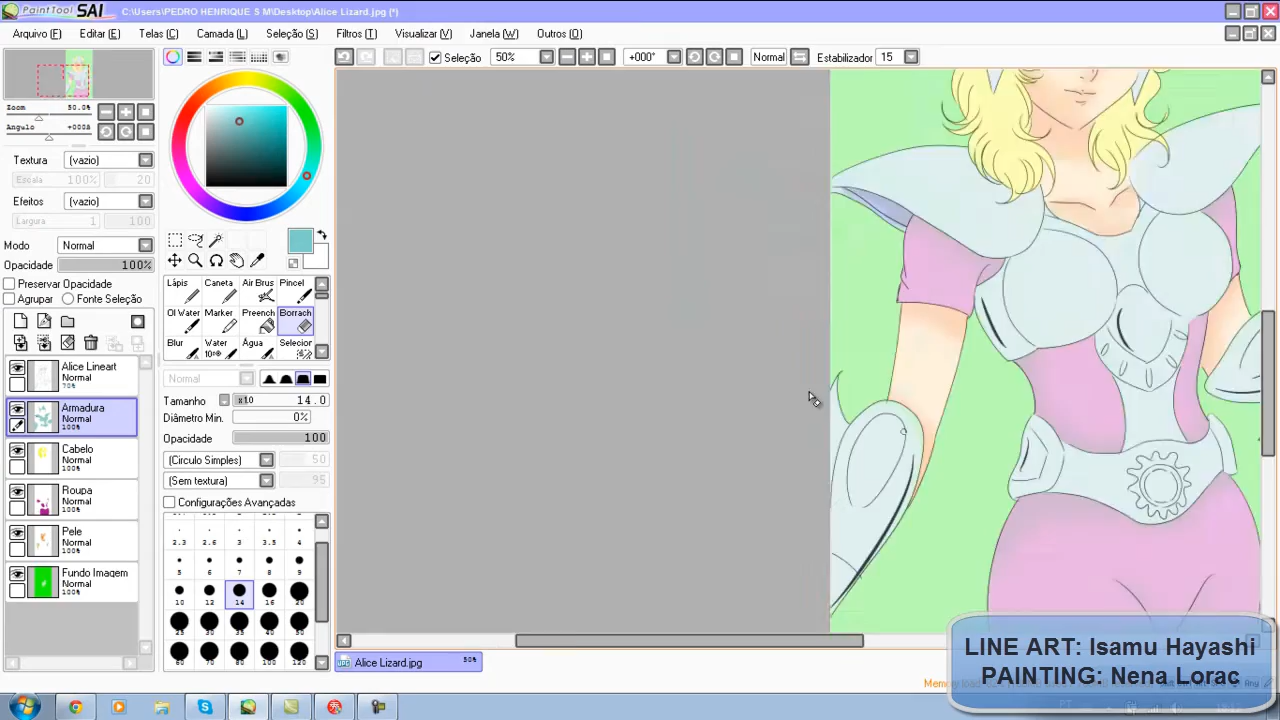 PaintTool SAI C:\Users\PEDRO HENRIQUE S M\Desktop\Alice Lizard.jpg (*)
Arquivo (F) Editar (E) Telas (C) Camada (L) Seleção (S) Filtros (T) Visualizar (V) Janela (W) Outros (O)
Seleção 50% +000° Normal Estabilizador 15
Zoom 50.0%
Angulo +000°
Textura (vazio)
Escala 100% 20
Efeitos (vazio)
Largura 1 100
Modo Normal
Opacidade 100%
Preservar Opacidade
Agrupar Fonte Seleção
Alice Lineart
Normal
70%
Armadura
Normal
100%
Cabelo
Normal
100%
Roupa
Normal
100%
Pele
Normal
100%
Fundo Imagem
Normal
100%
Lápis Caneta Air Brus Pincel
Ol Water Marker Preench Borrach
Blur Water Água Selecior
Normal
Tamanho x10 14.0
Diâmetro Min. 0%
Opacidade 100
(Circulo Simples) 50
(Sem textura) 95
Configurações Avançadas
2.3 2.6 3 3.5 4
5 6 7 8 9
10 12 14 16 20
25 30 35 40 50
60 70 80 100 120
Alice Lizard.jpg 50%
LINE ART: Isamu Hayashi
PAINTING: Nena Lorac